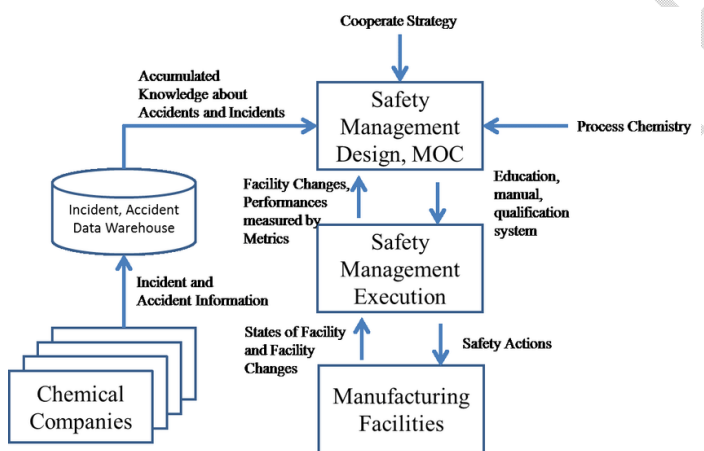 Cooperate Strategy
Accumulated
Knowledge about
Accidents and Incidents
Safety
Management
Design, MOC
Process Chemistry
Incident, Accident
Data Warehouse
Facility Changes,
Performances
measured by
Metrics
Education,
manual,
qualification
system
Safety
Management
Execution
Incident and
Accident Information
States of Facility
and Facility
Changes
Safety Actions
Chemical
Companies
Manufacturing
Facilities